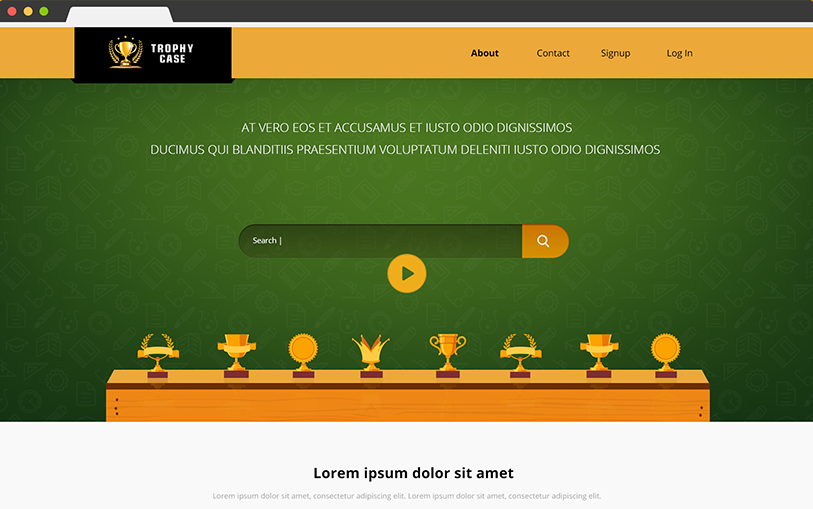 TROPHY
CASE
About Contact Signup Log In
AT VERO EOS ET ACCUSAMUS ET IUSTO ODIO DIGNISSIMOS
DUCIMUS QUI BLANDITIIS PRAESENTIUM VOLUPTATUM DELENITI IUSTO ODIO DIGNISSIMOS
Search |
Lorem ipsum dolor sit amet
Lorem ipsum dolor sit amet, consectetur adipiscing elit. Lorem ipsum dolor sit amet, consectetur adipiscing elit.